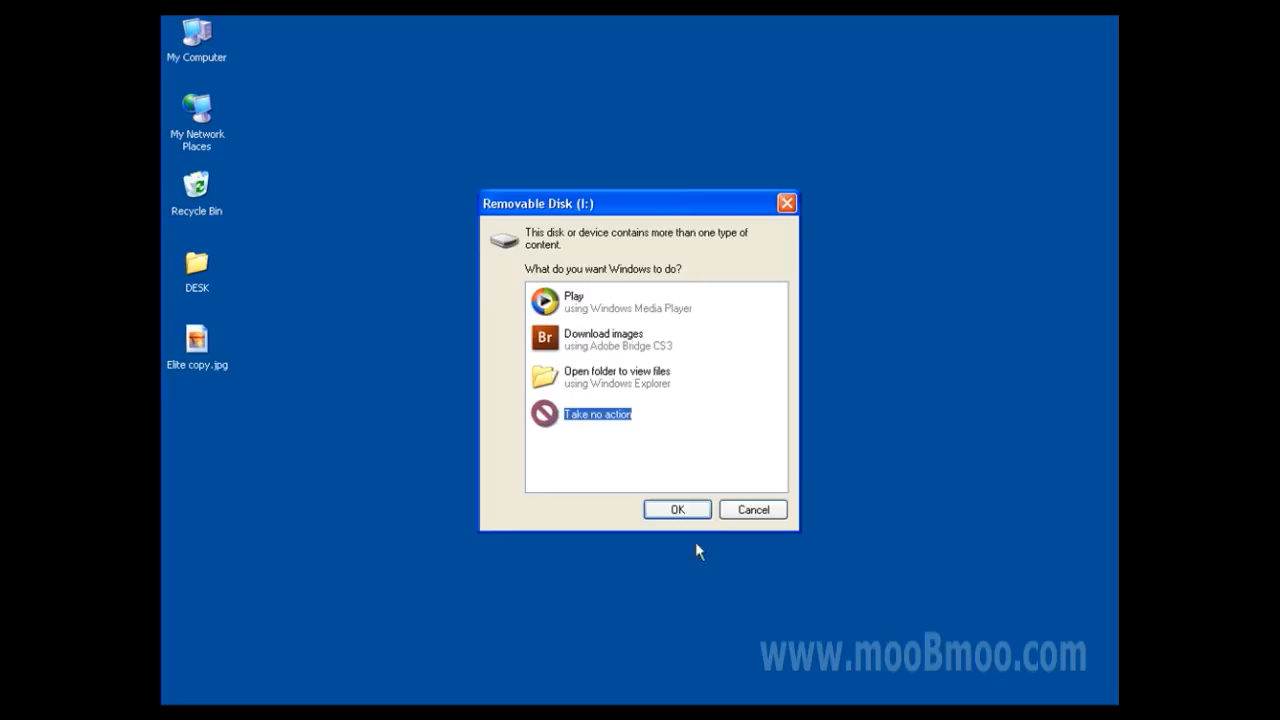 My Computer
My Network
Places
Recycle Bin
DESK
Elite copy.jpg
Removable Disk (I:)
This disk or device contains more than one type of
content.
What do you want Windows to do?
Play
using Windows Media Player
Br
Download images
using Adobe Bridge CS3
Open folder to view files
using Windows Explorer
Take no action
OK
Cancel
www.mooBmoo.com